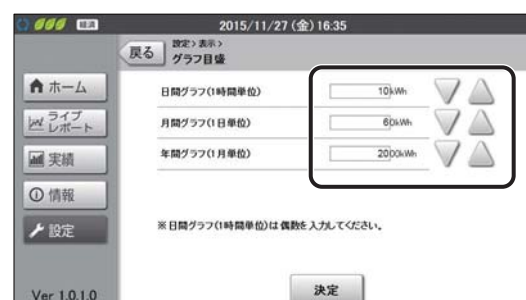 経済 2015/11/27(金)16:35
戻る 設定>表示>
グラフ目盛
ホーム
ライブ
レポート
実績
情報
設定
Ver 1.0.1.0
日間グラフ(1時間単位) 10kWh
月間グラフ(1日単位) 60kWh
年間グラフ(1月単位) 2000kWh
※日間グラフ(1時間単位)は偶数を入力してください。
決定